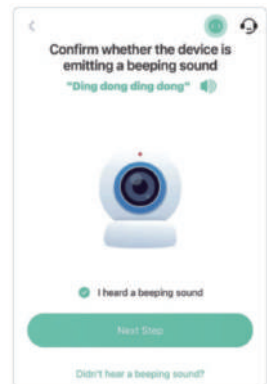 Confirm whether the device is
emitting a beeping sound
"Ding dong ding dong"
I heard a beeping sound
Next Step
Didn't hear a beeping sound?